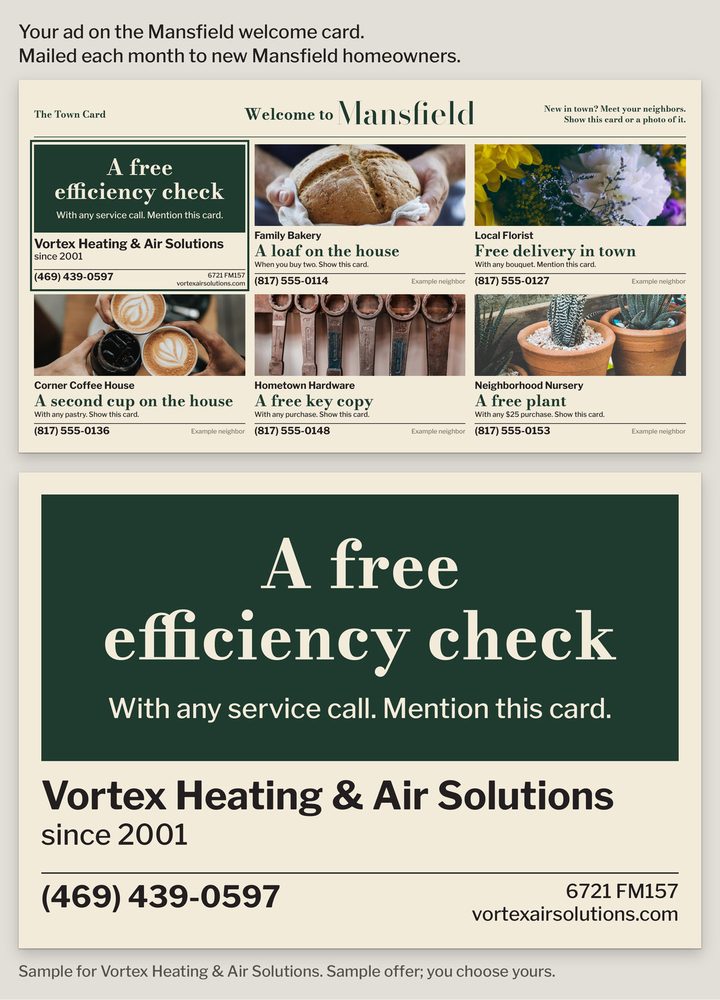 Your ad on the Mansfield welcome card.
Mailed each month to new Mansfield homeowners.
The Town Card
Welcome to Mansfield
New in town? Meet your neighbors.
Show this card or a photo of it.
A free
efficiency check
With any service call. Mention this card.
Vortex Heating & Air Solutions
since 2001
(469) 439-0597
6721 FM157
vortexairsolutions.com
Family Bakery
A loaf on the house
When you buy two. Show this card.
(817) 555-0114
Example neighbor
Local Florist
Free delivery in town
With any bouquet. Mention this card.
(817) 555-0127
Example neighbor
Corner Coffee House
A second cup on the house
With any pastry. Show this card.
(817) 555-0136
Example neighbor
Hometown Hardware
A free key copy
With any purchase. Show this card.
(817) 555-0148
Example neighbor
Neighborhood Nursery
A free plant
With any $25 purchase. Show this card.
(817) 555-0153
Example neighbor
A free
efficiency check
With any service call. Mention this card.
Vortex Heating & Air Solutions
since 2001
(469) 439-0597
6721 FM157
vortexairsolutions.com
Sample for Vortex Heating & Air Solutions. Sample offer; you choose yours.